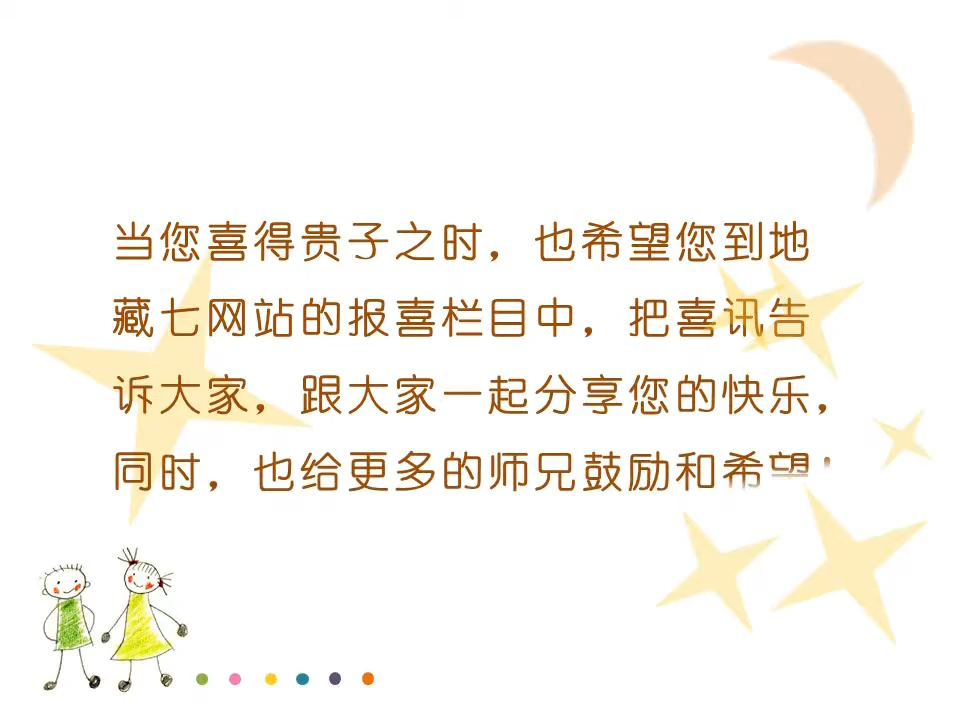 当您喜得贵子之时，也希望您到地
藏七网站的报喜栏目中，把喜讯告
诉大家，跟大家一起分享您的快乐，
同时，也给更多的师兄鼓励和希望！